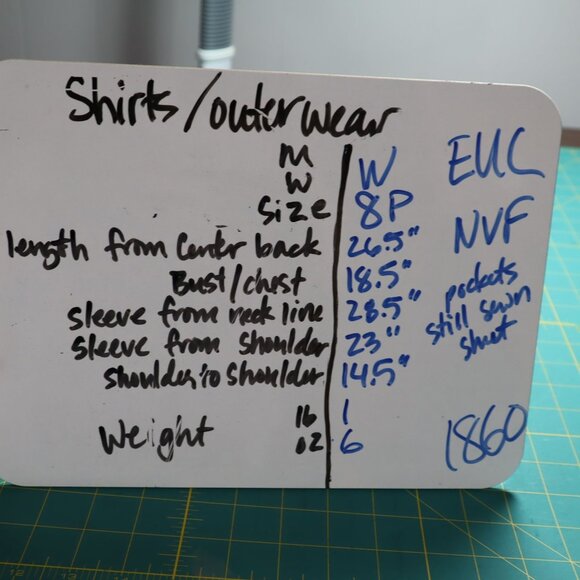 Shirts/outerwear
M
W W EUC
Size 8P
length from Center back 26.5" NVF
Bust/chest 18.5"
sleeve from neck line 28.5" pockets
sleeve from shoulder 23" still sewn
shoulder to shoulder 14.5" shut
lb 1
Weight oz 6 1860
12